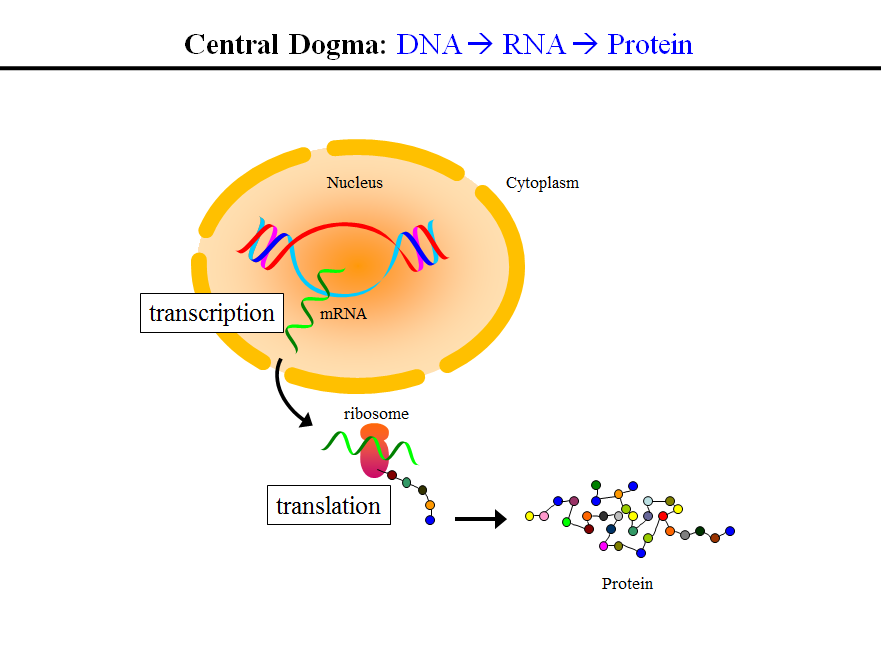 Central Dogma: DNA → RNA → Protein
Nucleus
Cytoplasm
transcription
mRNA
ribosome
translation
Protein